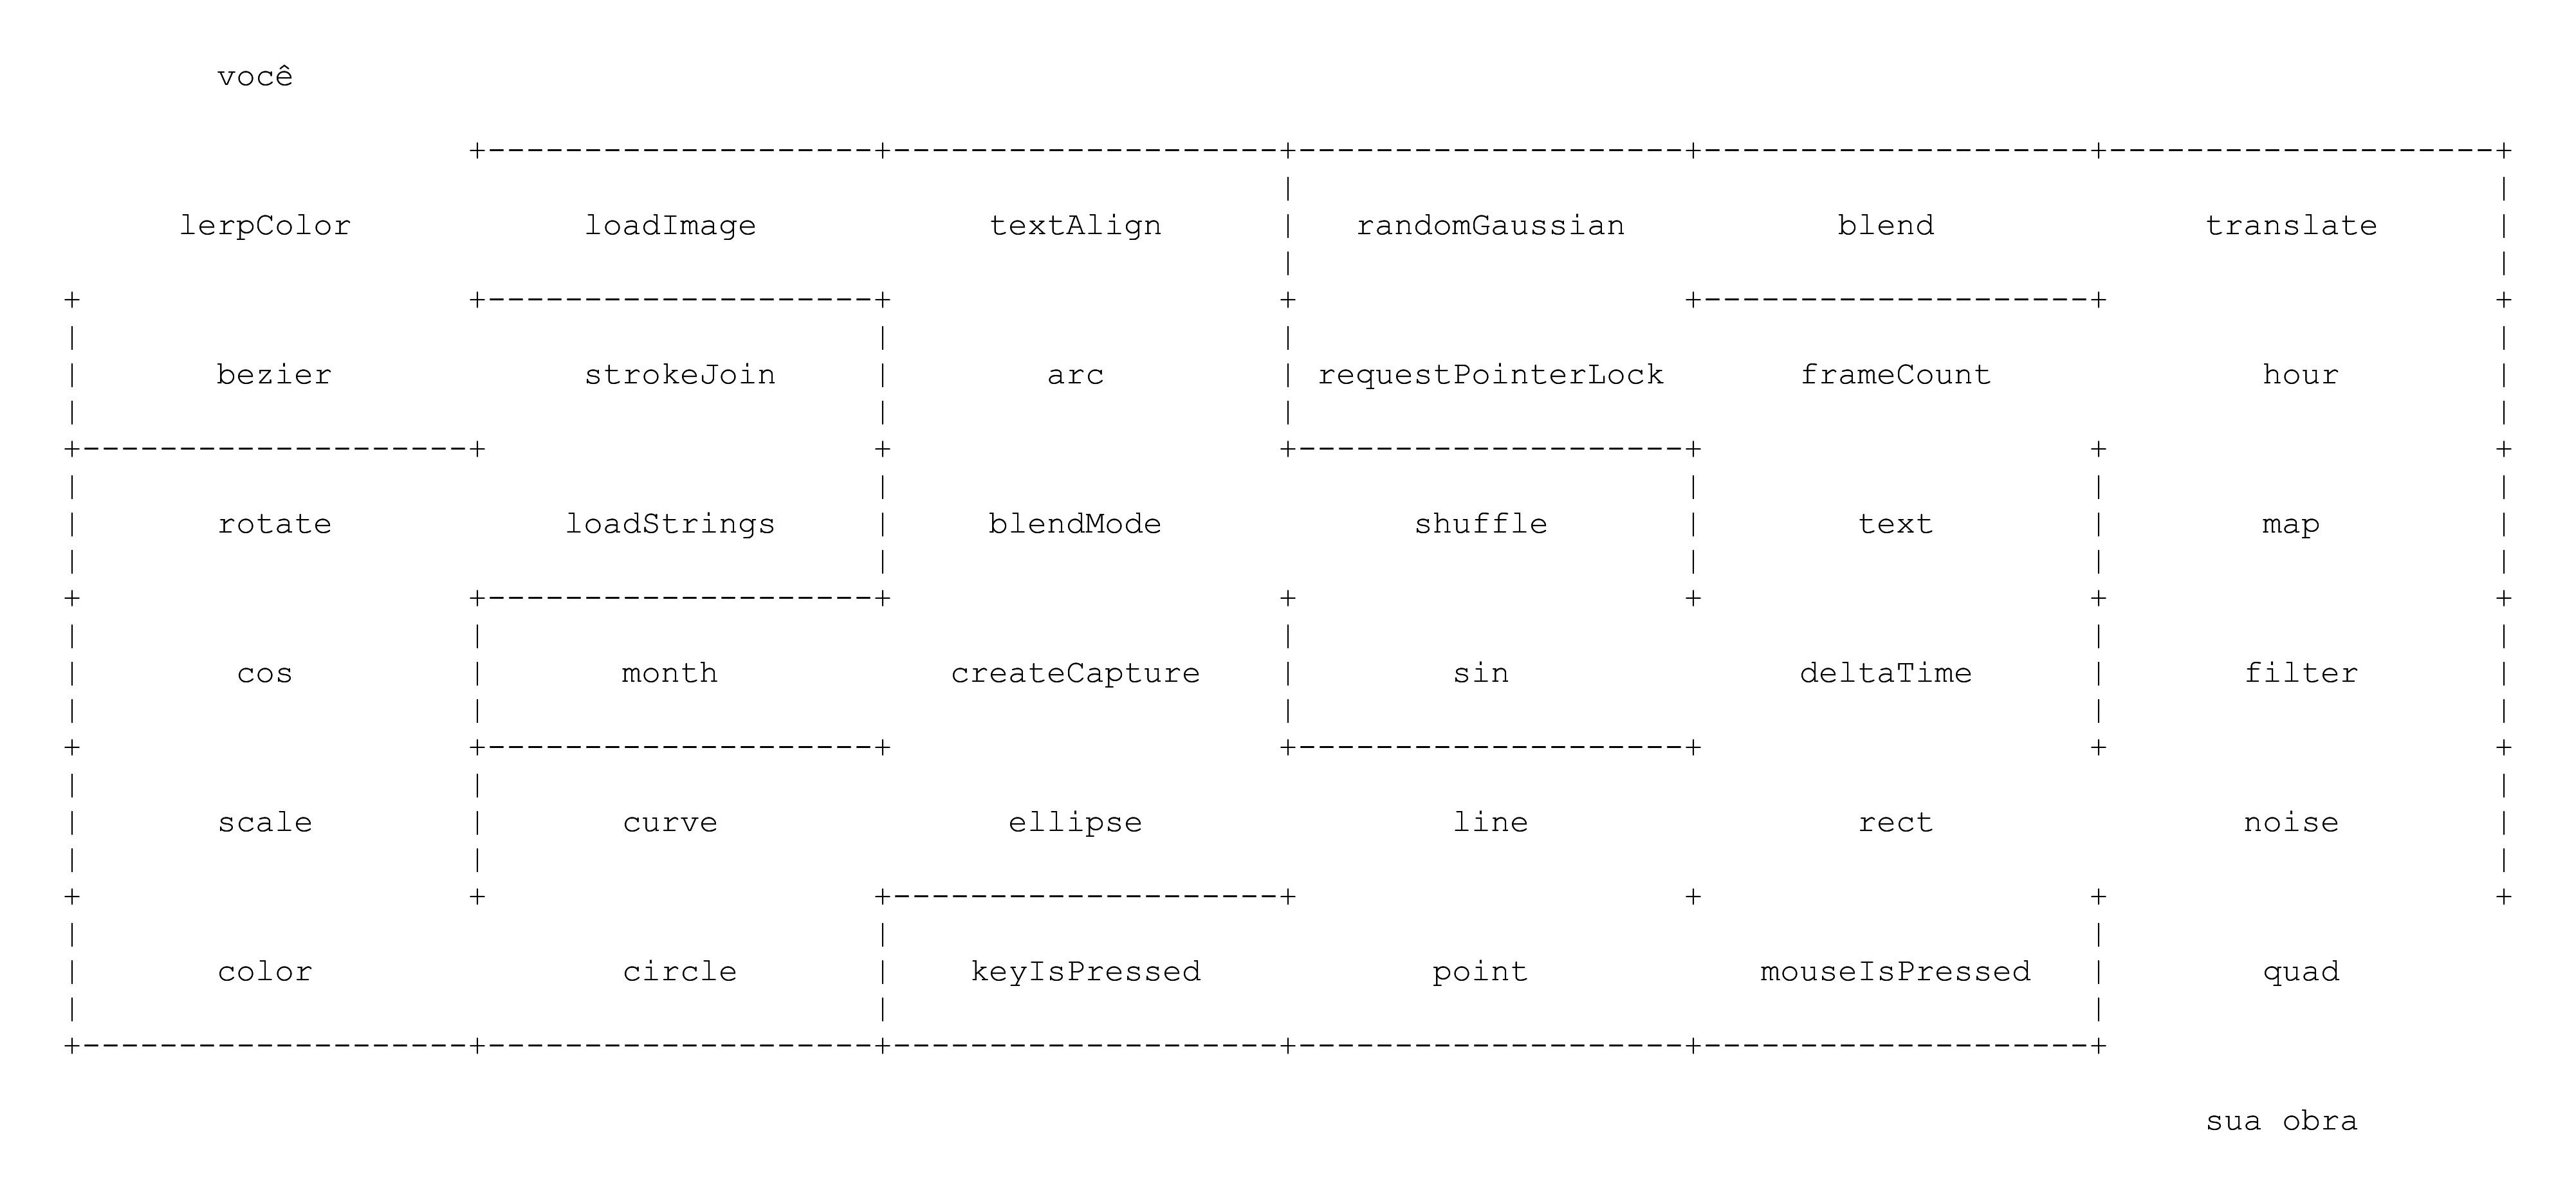 você
lerpColor loadImage textAlign randomGaussian blend translate
bezier strokeJoin arc requestPointerLock frameCount hour
rotate loadStrings blendMode shuffle text map
cos month createCapture sin deltaTime filter
scale curve ellipse line rect noise
color circle keyIsPressed point mouseIsPressed quad
sua obra